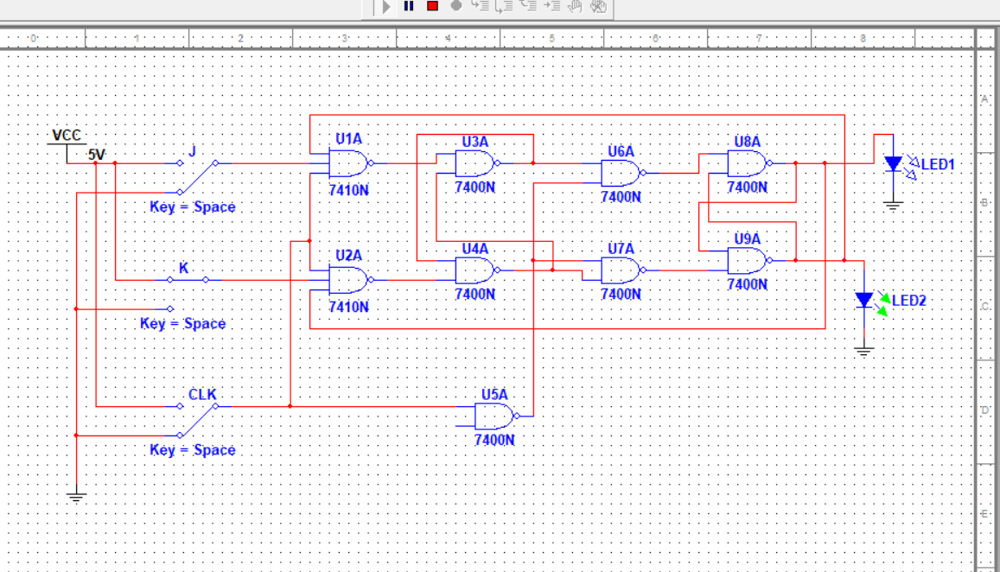 0 1 2 3 4 5 6 7 8
A
VCC
5V
J
Key = Space
U1A
7410N
U3A
7400N
U6A
7400N
U8A
7400N
LED1
B
K
Key = Space
U2A
7410N
U4A
7400N
U7A
7400N
U9A
7400N
LED2
C
CLK
Key = Space
U5A
7400N
D
E